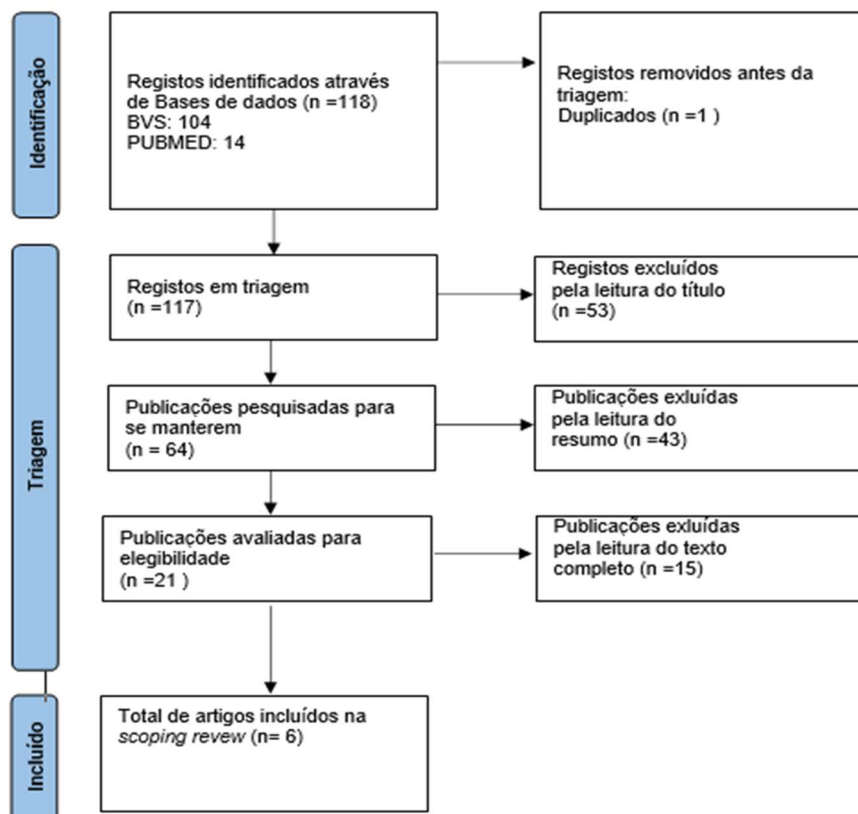 Identificação
Registos identificados através
de Bases de dados (n =118)
BVS: 104
PUBMED: 14
Registos removidos antes da
triagem:
Duplicados (n =1 )
Triagem
Registos em triagem
(n =117)
Registos excluídos
pela leitura do título
(n =53)
Publicações pesquisadas para
se manterem
(n = 64)
Publicações exluídas
pela leitura do
resumo (n =43)
Publicações avaliadas para
elegibilidade
(n =21 )
Publicações exluídas
pela leitura do texto
completo (n =15)
Incluído
Total de artigos incluídos na
scoping revew (n= 6)